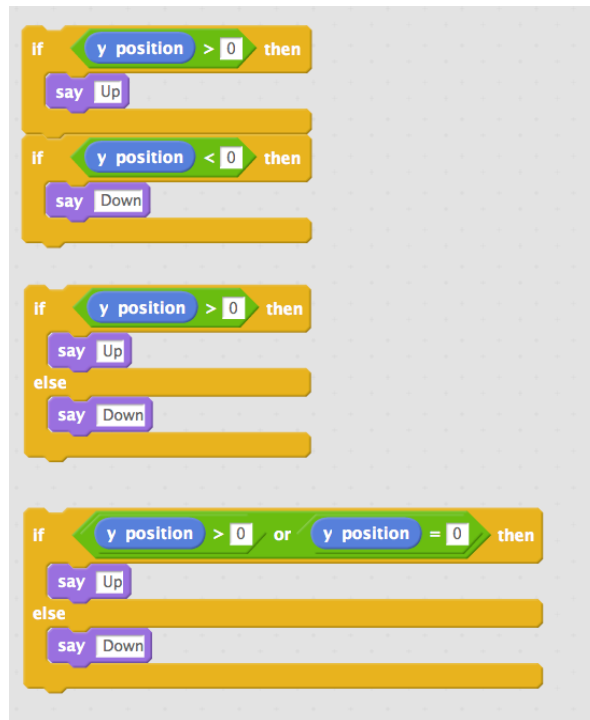 if y position > 0 then
say Up
if y position < 0 then
say Down
if y position > 0 then
say Up
else
say Down
if y position > 0 or y position = 0 then
say Up
else
say Down